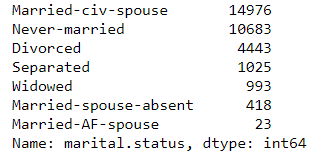 Married-civ-spouse 14976
Never-married 10683
Divorced 4443
Separated 1025
Widowed 993
Married-spouse-absent 418
Married-AF-spouse 23
Name: marital.status, dtype: int64